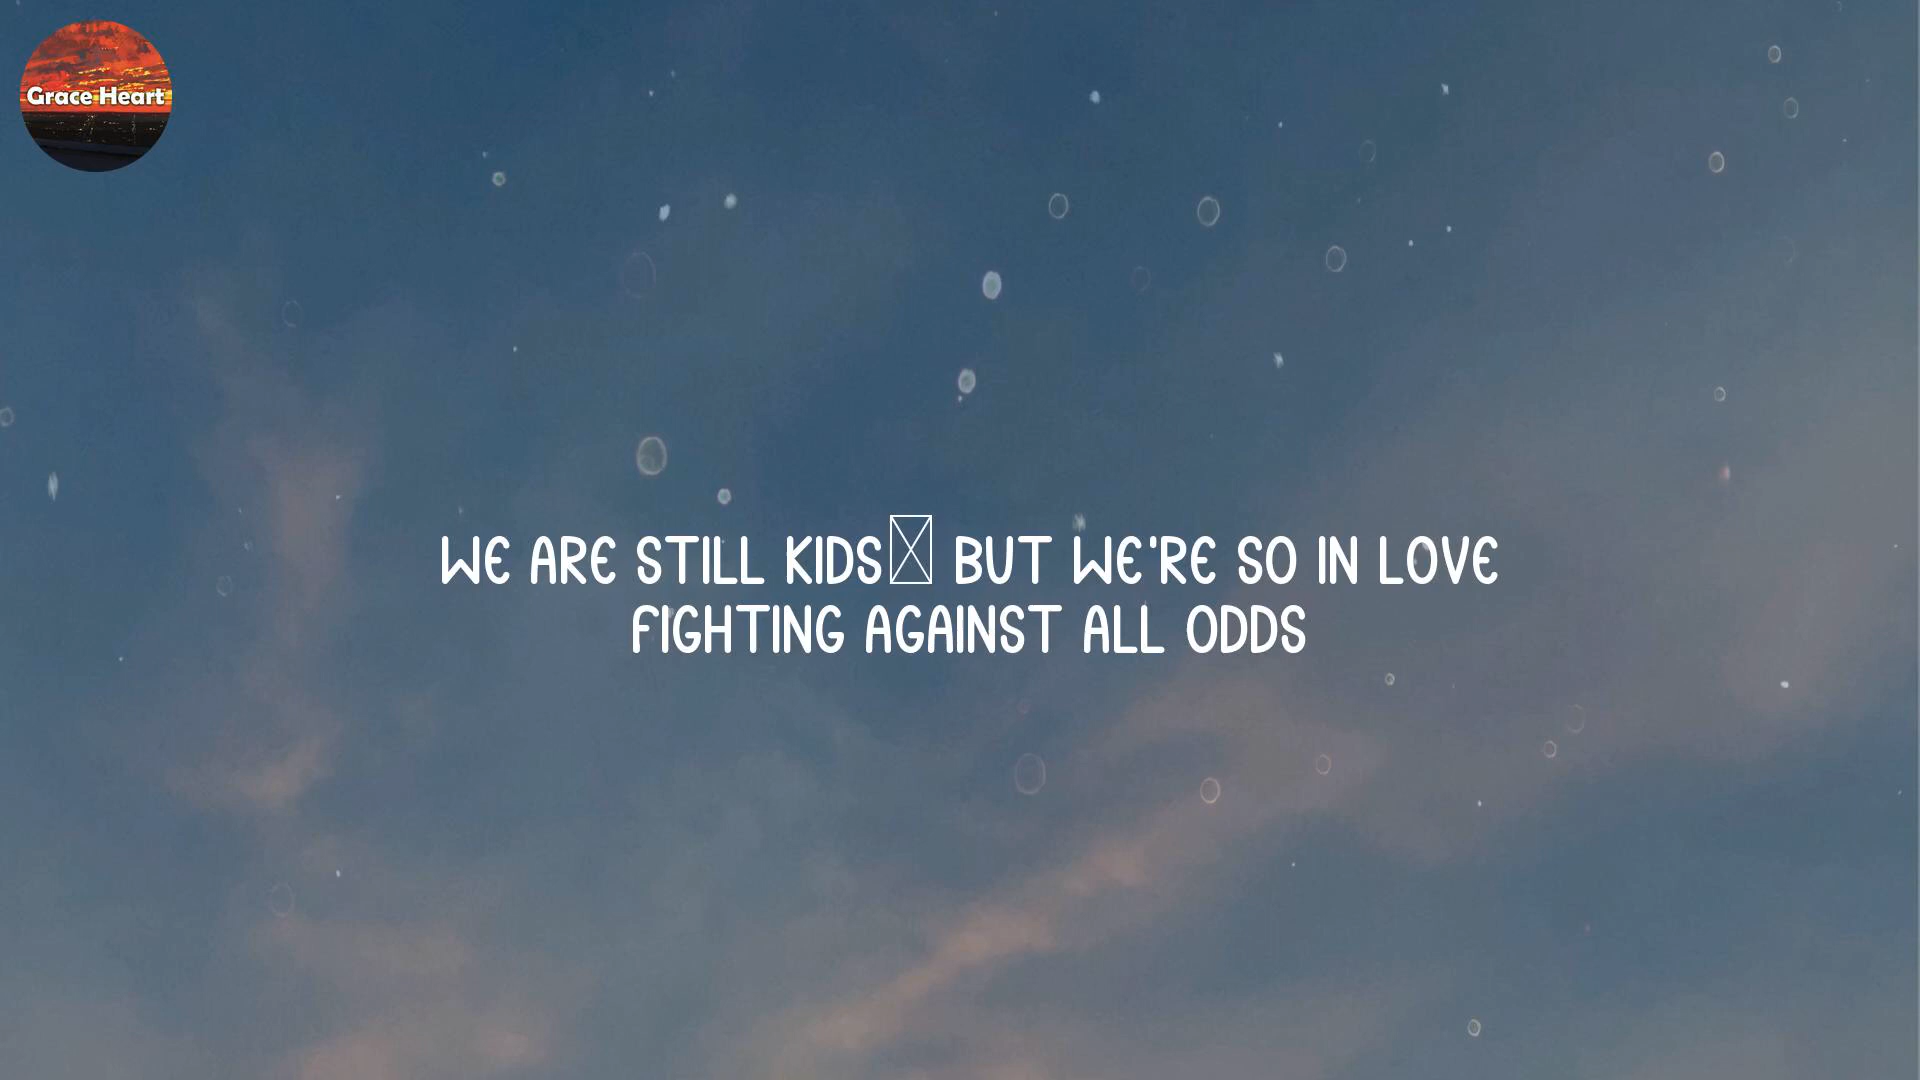 Grace Heart
WE ARE STILL KIDS BUT WE'RE SO IN LOVE
FIGHTING AGAINST ALL ODDS